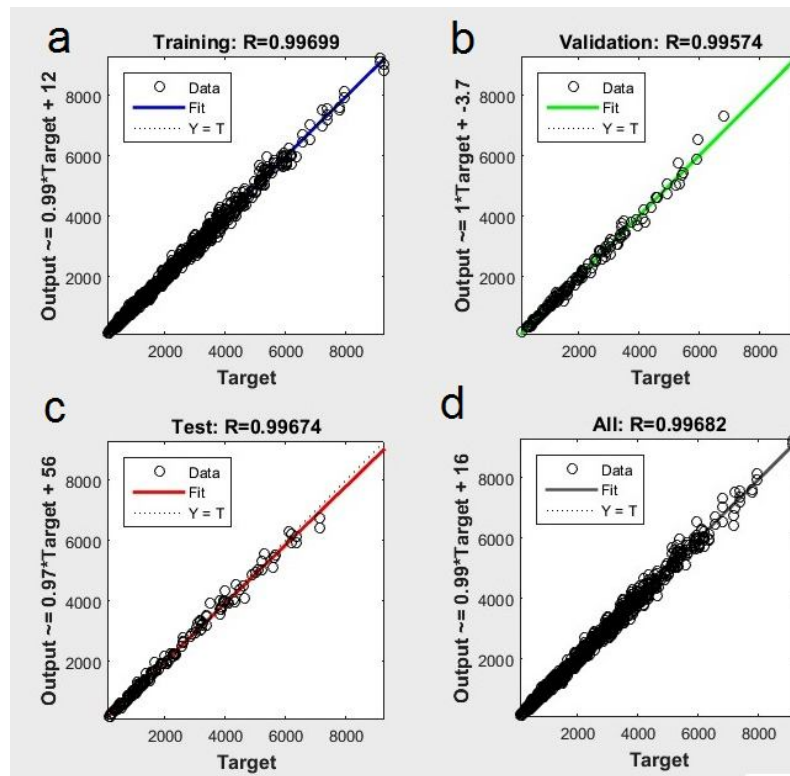 a
Training: R=0.99699
Output ~= 0.99*Target + 12
8000
6000
4000
2000
Data
Fit
Y = T
2000 4000 6000 8000
Target
b
Validation: R=0.99574
Output ~= 1*Target + -3.7
8000
6000
4000
2000
Data
Fit
Y = T
2000 4000 6000 8000
Target
c
Test: R=0.99674
Output ~= 0.97*Target + 56
8000
6000
4000
2000
Data
Fit
Y = T
2000 4000 6000 8000
Target
d
All: R=0.99682
Output ~= 0.99*Target + 16
8000
6000
4000
2000
Data
Fit
Y = T
2000 4000 6000 8000
Target